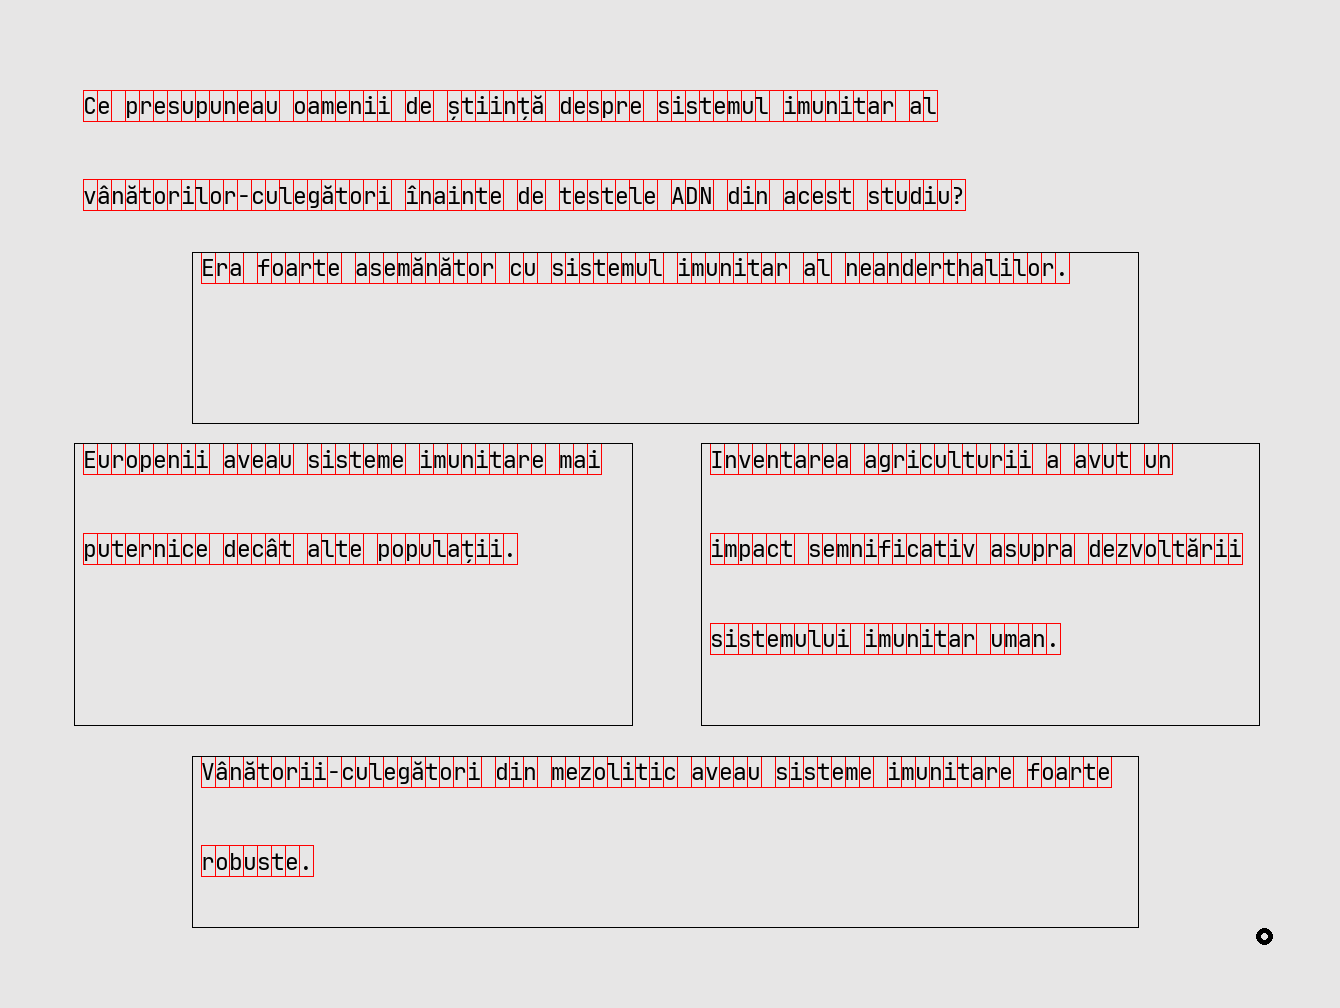 Ce presupuneau oamenii de știință despre sistemul imunitar al
vânătorilor-culegători înainte de testele ADN din acest studiu?
Era foarte asemănător cu sistemul imunitar al neanderthalilor.
Europenii aveau sisteme imunitare mai
puternice decât alte populații.
Inventarea agriculturii a avut un
impact semnificativ asupra dezvoltării
sistemului imunitar uman.
Vânătorii-culegători din mezolitic aveau sisteme imunitare foarte
robuste.